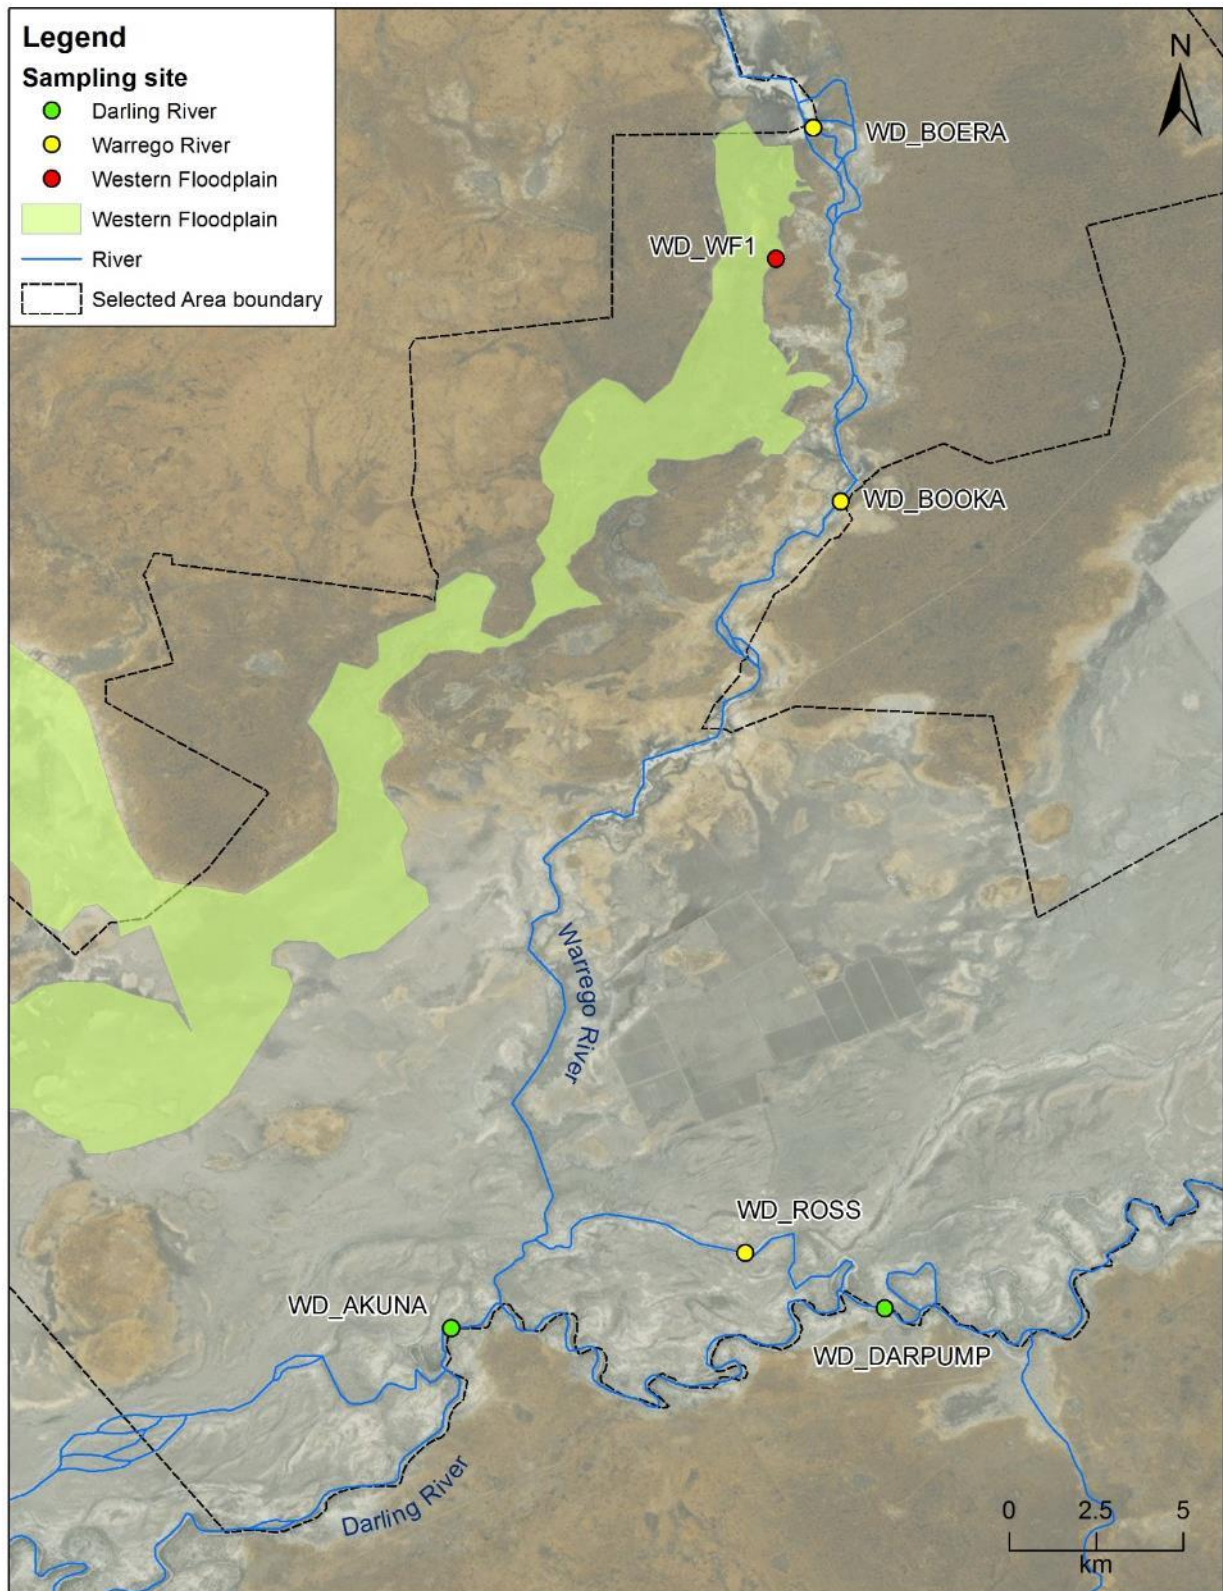 Legend
Sampling site
Darling River
Warrego River
Western Floodplain
Western Floodplain
River
Selected Area boundary
N
WD_BOERA
WD_WF1
WD_BOOKA
Warrego River
WD_ROSS
WD_AKUNA
WD_DARPUMP
Darling River
0 2.5 5
km